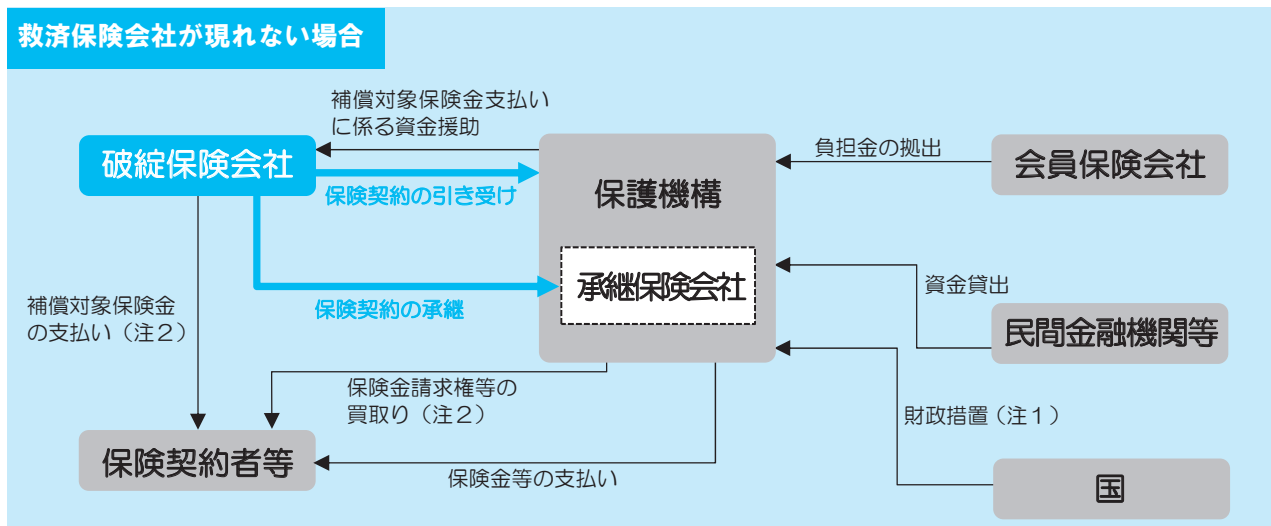 救済保険会社が現れない場合
補償対象保険金支払い
に係る資金援助
破綻保険会社
保険契約の引き受け
保護機構
負担金の拠出
会員保険会社
承継保険会社
保険契約の承継
資金貸出
民間金融機関等
補償対象保険金
の支払い(注2)
保険金請求権等の
買取り(注2)
財政措置(注1)
保険契約者等
保険金等の支払い
国